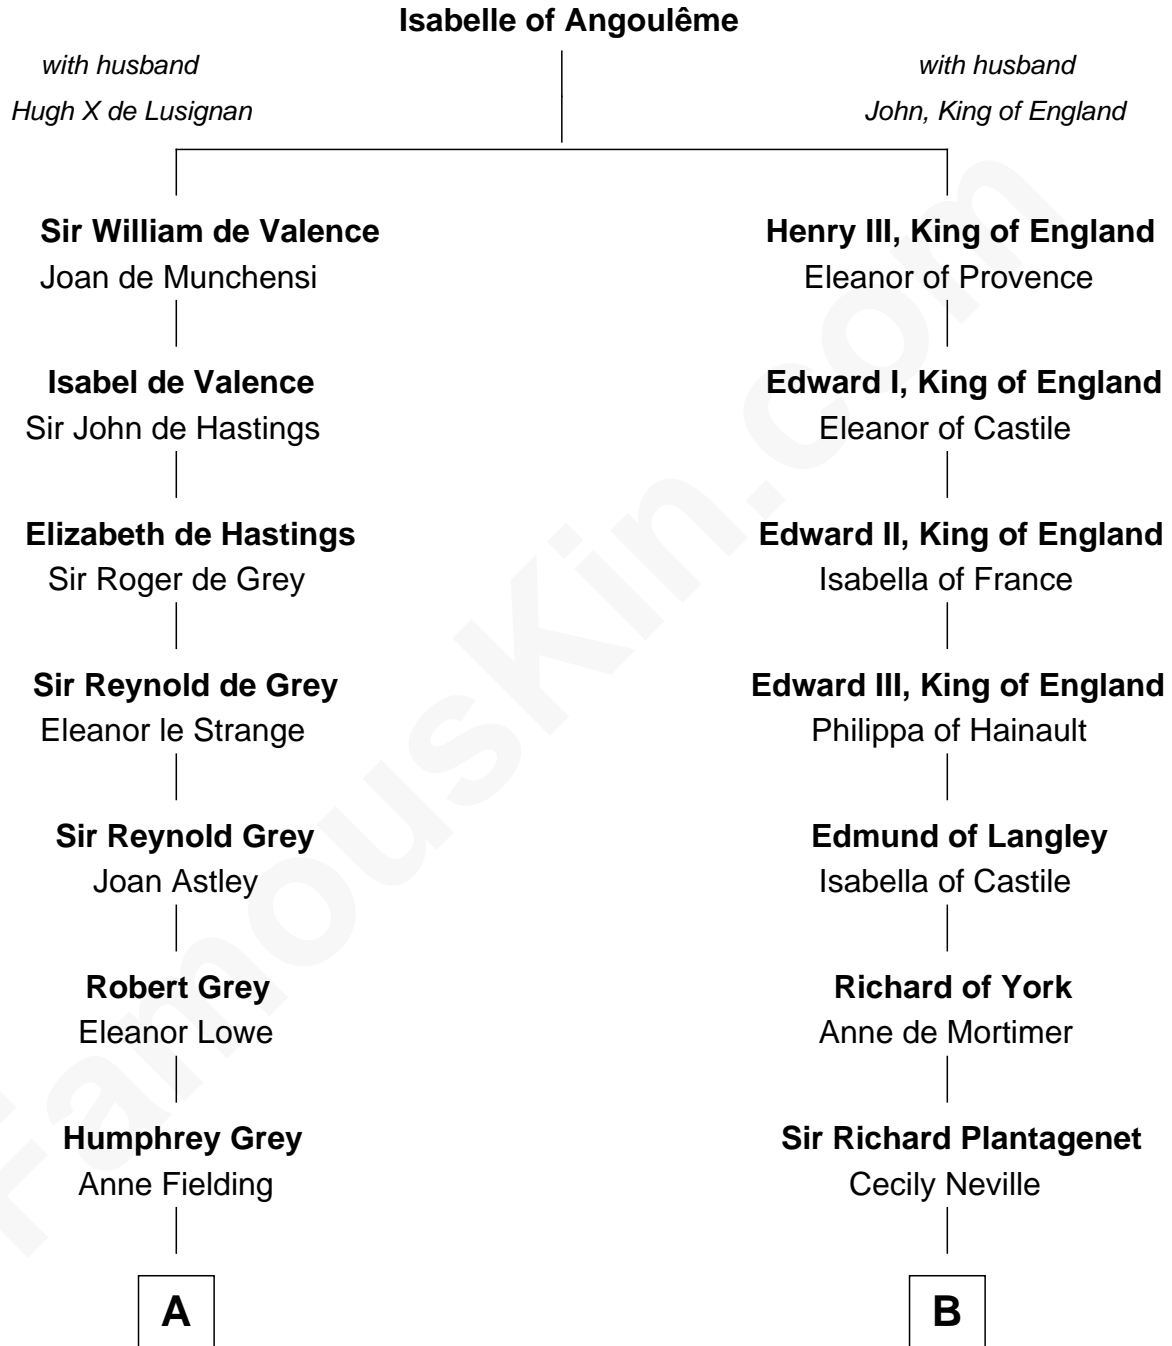 Isabelle of Angoulême
with husband
Hugh X de Lusignan
with husband
John, King of England
Sir William de Valence
Joan de Munchensi
Henry III, King of England
Eleanor of Provence
Isabel de Valence
Sir John de Hastings
Edward I, King of England
Eleanor of Castile
Elizabeth de Hastings
Sir Roger de Grey
Edward II, King of England
Isabella of France
Sir Reynold de Grey
Eleanor le Strange
Edward III, King of England
Philippa of Hainault
Sir Reynold Grey
Joan Astley
Edmund of Langley
Isabella of Castile
Robert Grey
Eleanor Lowe
Richard of York
Anne de Mortimer
Humphrey Grey
Anne Fielding
Sir Richard Plantagenet
Cecily Neville
A
B
FamousKin.com